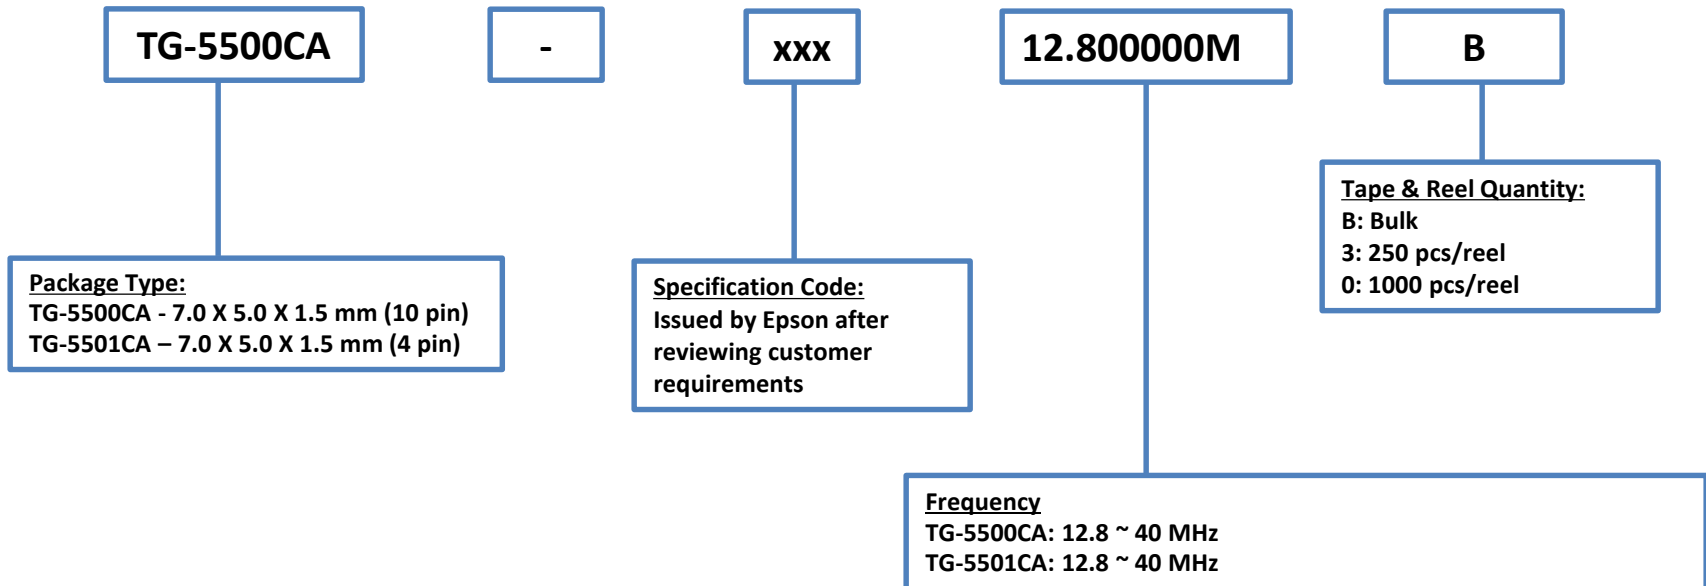 TG-5500CA - xxx 12.800000M B
Tape & Reel Quantity:
B: Bulk
3: 250 pcs/reel
0: 1000 pcs/reel
Package Type:
TG-5500CA - 7.0 X 5.0 X 1.5 mm (10 pin)
TG-5501CA – 7.0 X 5.0 X 1.5 mm (4 pin)
Specification Code:
Issued by Epson after
reviewing customer
requirements
Frequency
TG-5500CA: 12.8 ~ 40 MHz
TG-5501CA: 12.8 ~ 40 MHz